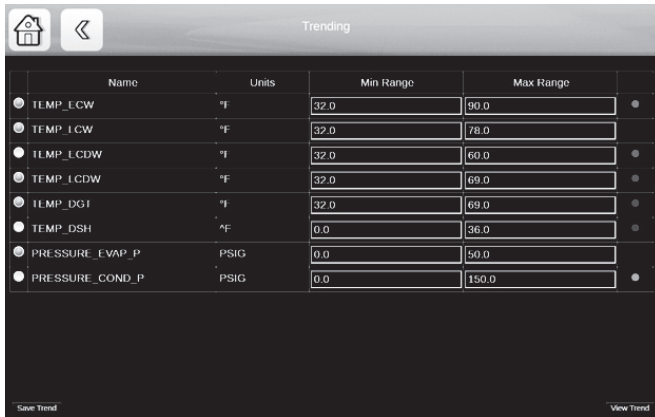 Trending
Name Units Min Range Max Range
TEMP_ECW °F 32.0 90.0
TEMP_LCW °F 32.0 78.0
TEMP_ECDW °F 32.0 60.0
TEMP_LCDW °F 32.0 69.0
TEMP_DGT °F 32.0 69.0
TEMP_DSH ^F 0.0 36.0
PRESSURE_EVAP_P PSIG 0.0 50.0
PRESSURE_COND_P PSIG 0.0 150.0
Save Trend View Trend